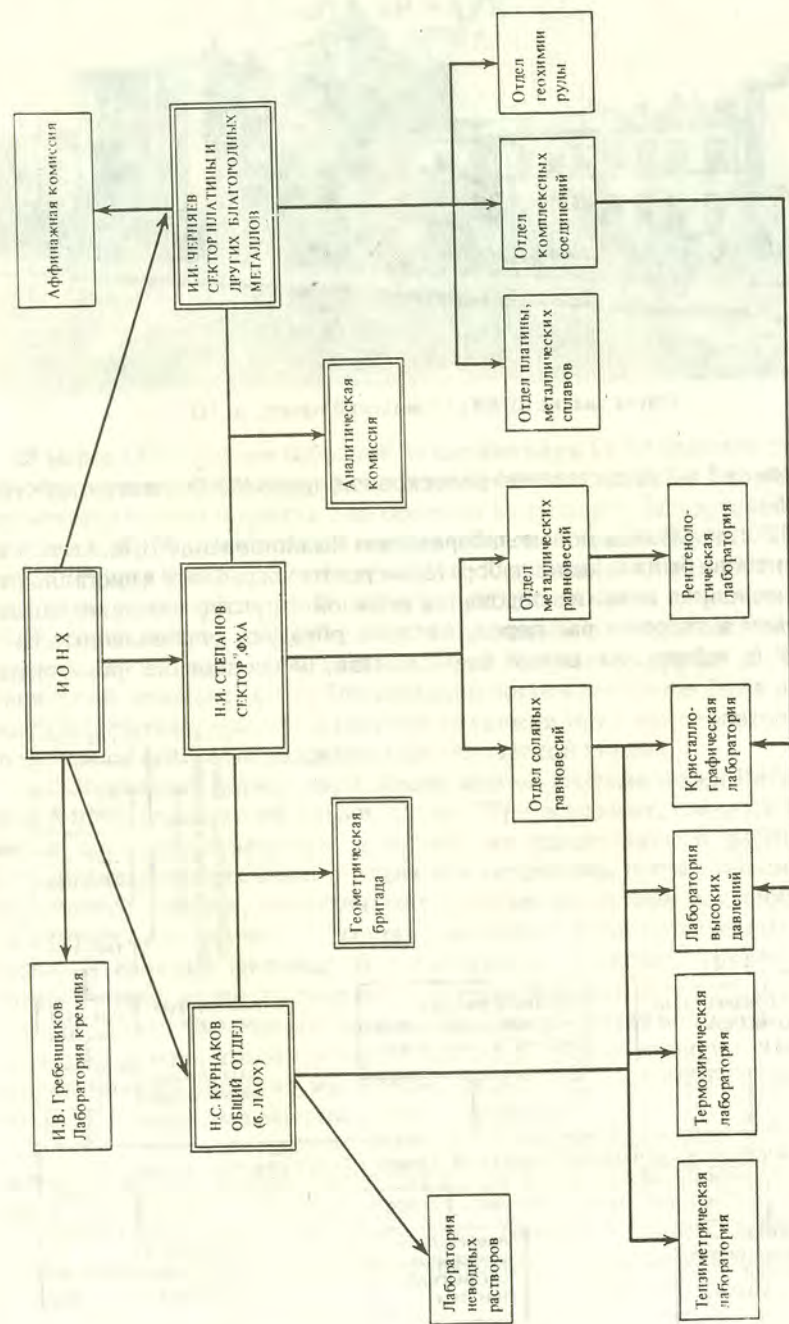 ИОНХ
И.В. Гребенщиков
Лаборатория кремния
Аффинажная комиссия
Н.С. КУРНАКОВ
ОБЩИЙ ОТДЕЛ
(б. ЛАОХ)
Н.И. СТЕПАНОВ
СЕКТОР ФХА
И.И. ЧЕРНЯЕВ
СЕКТОР ПЛАТИНЫ И
ДРУГИХ БЛАГОРОДНЫХ
МЕТАЛЛОВ
Геометрическая
бригада
Аналитическая
комиссия
Лаборатория
неводных
растворов
Отдел соляных
равновесий
Отдел
металлических
равновесий
Отдел платины,
металлических
сплавов
Отдел
комплексных
соединений
Отдел
геохимии
руды
Тензиметрическая
лаборатория
Термохимическая
лаборатория
Лаборатория
высоких
давлений
Кристалло-
графическая
лаборатория
Рентгеноло-
гическая
лаборатория